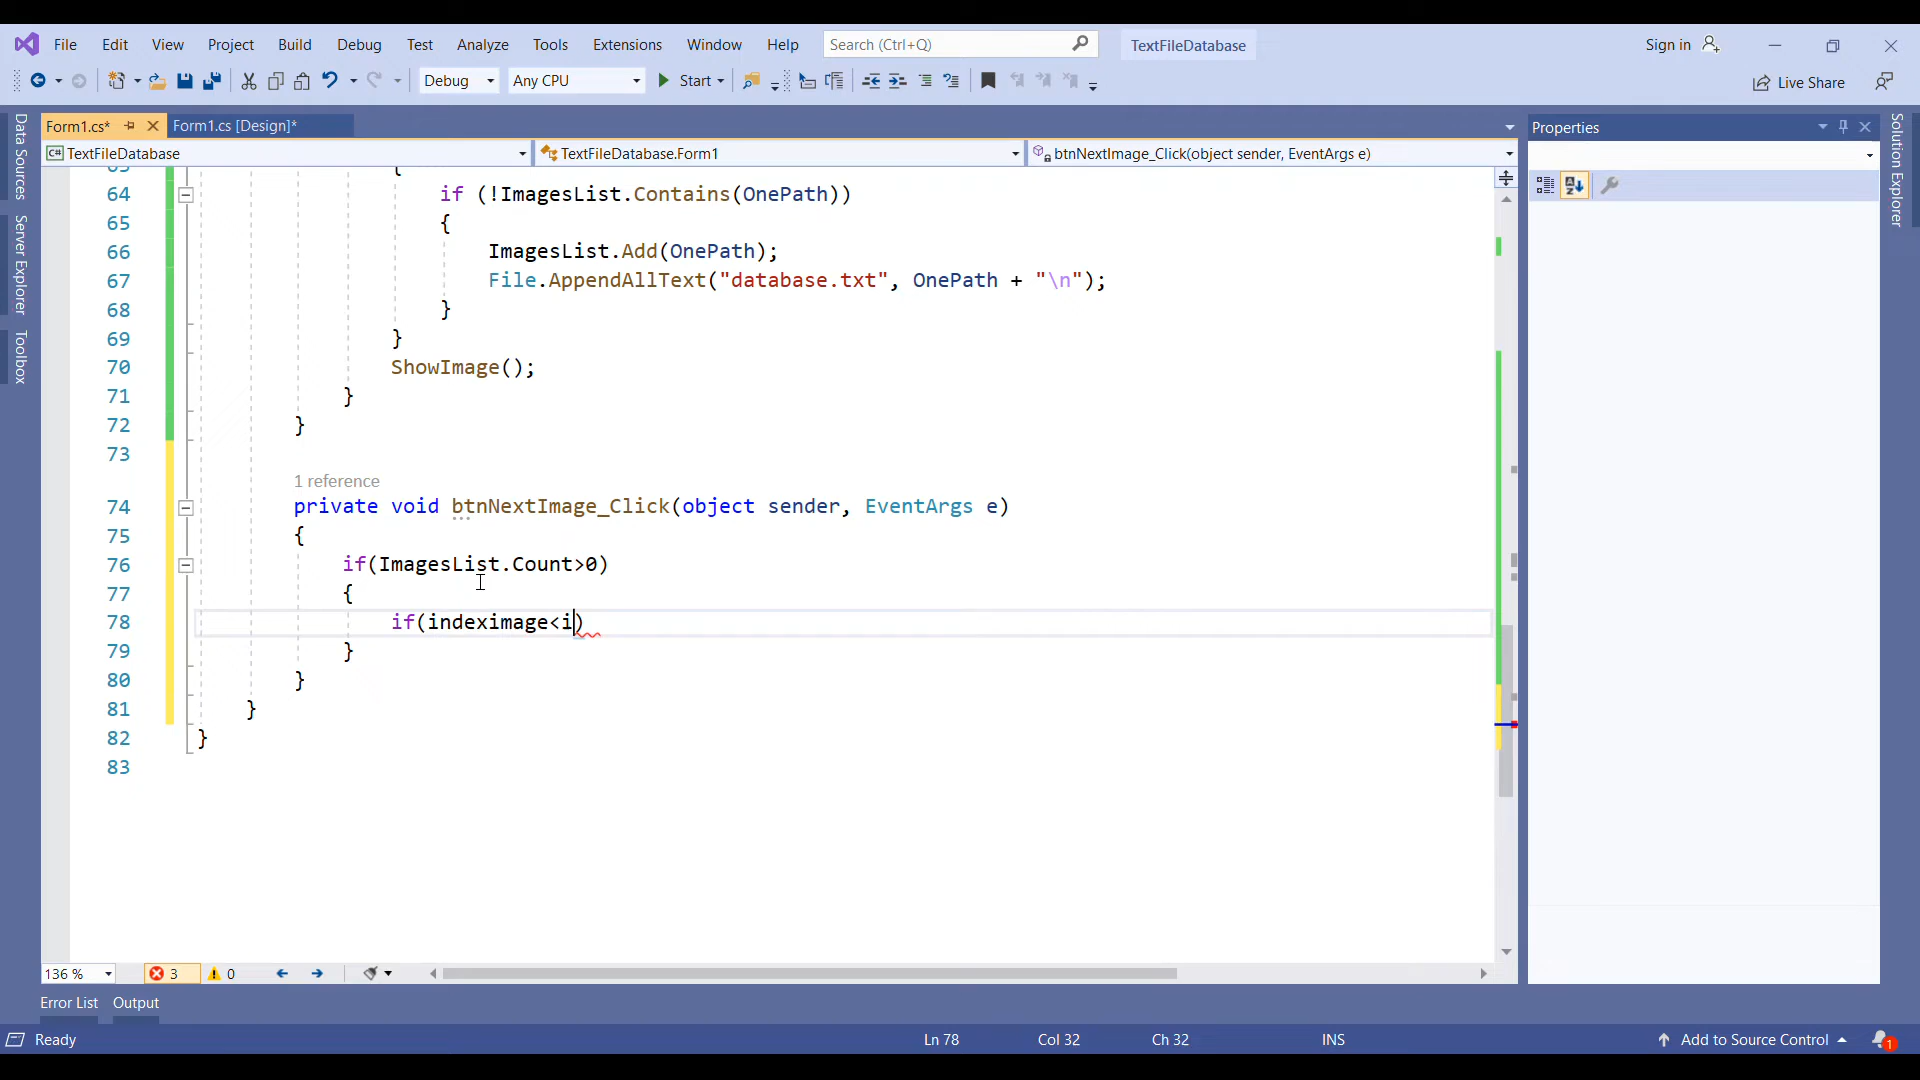 File Edit View Project Build Debug Test Analyze Tools Extensions Window Help Search (Ctrl+Q) TextFileDatabase Sign in
Debug Any CPU Start Live Share
Form1.cs* Form1.cs [Design]* Properties
TextFileDatabase TextFileDatabase.Form1 btnNextImage_Click(object sender, EventArgs e)
Data Sources
Server Explorer
Toolbox
Solution Explorer
63 {
64 if (!ImagesList.Contains(OnePath))
65 {
66 ImagesList.Add(OnePath);
67 File.AppendAllText("database.txt", OnePath + "\n");
68 }
69 }
70 ShowImage();
71 }
72 }
73
1 reference
74 private void btnNextImage_Click(object sender, EventArgs e)
75 {
76 if(ImagesList.Count>0)
77 {
78 if(indeximage<i)
79 }
80 }
81 }
82 }
83
136 % 3 0
Error List Output
Ready Ln 78 Col 32 Ch 32 INS Add to Source Control 1